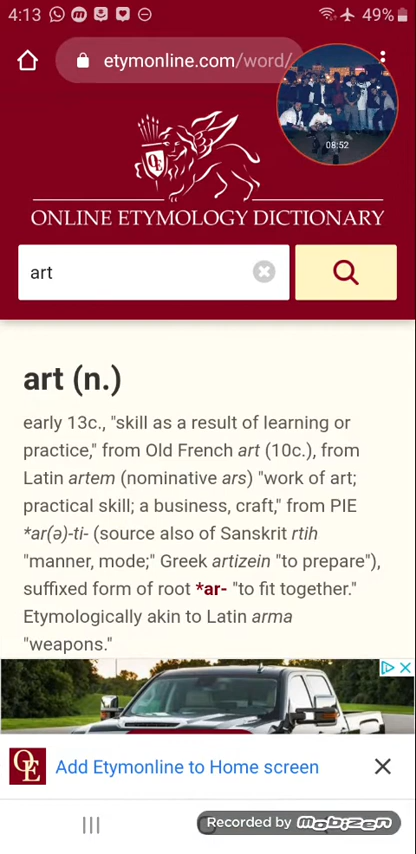 4:13
49%
etymonline.com/word/
08:52
OE
ONLINE ETYMOLOGY DICTIONARY
art
art (n.)
early 13c., "skill as a result of learning or
practice," from Old French art (10c.), from
Latin artem (nominative ars) "work of art;
practical skill; a business, craft," from PIE
*ar(ə)-ti- (source also of Sanskrit rtih
"manner, mode;" Greek artizein "to prepare"),
suffixed form of root *ar- "to fit together."
Etymologically akin to Latin arma
"weapons."
OE
Add Etymonline to Home screen
Recorded by mobizen